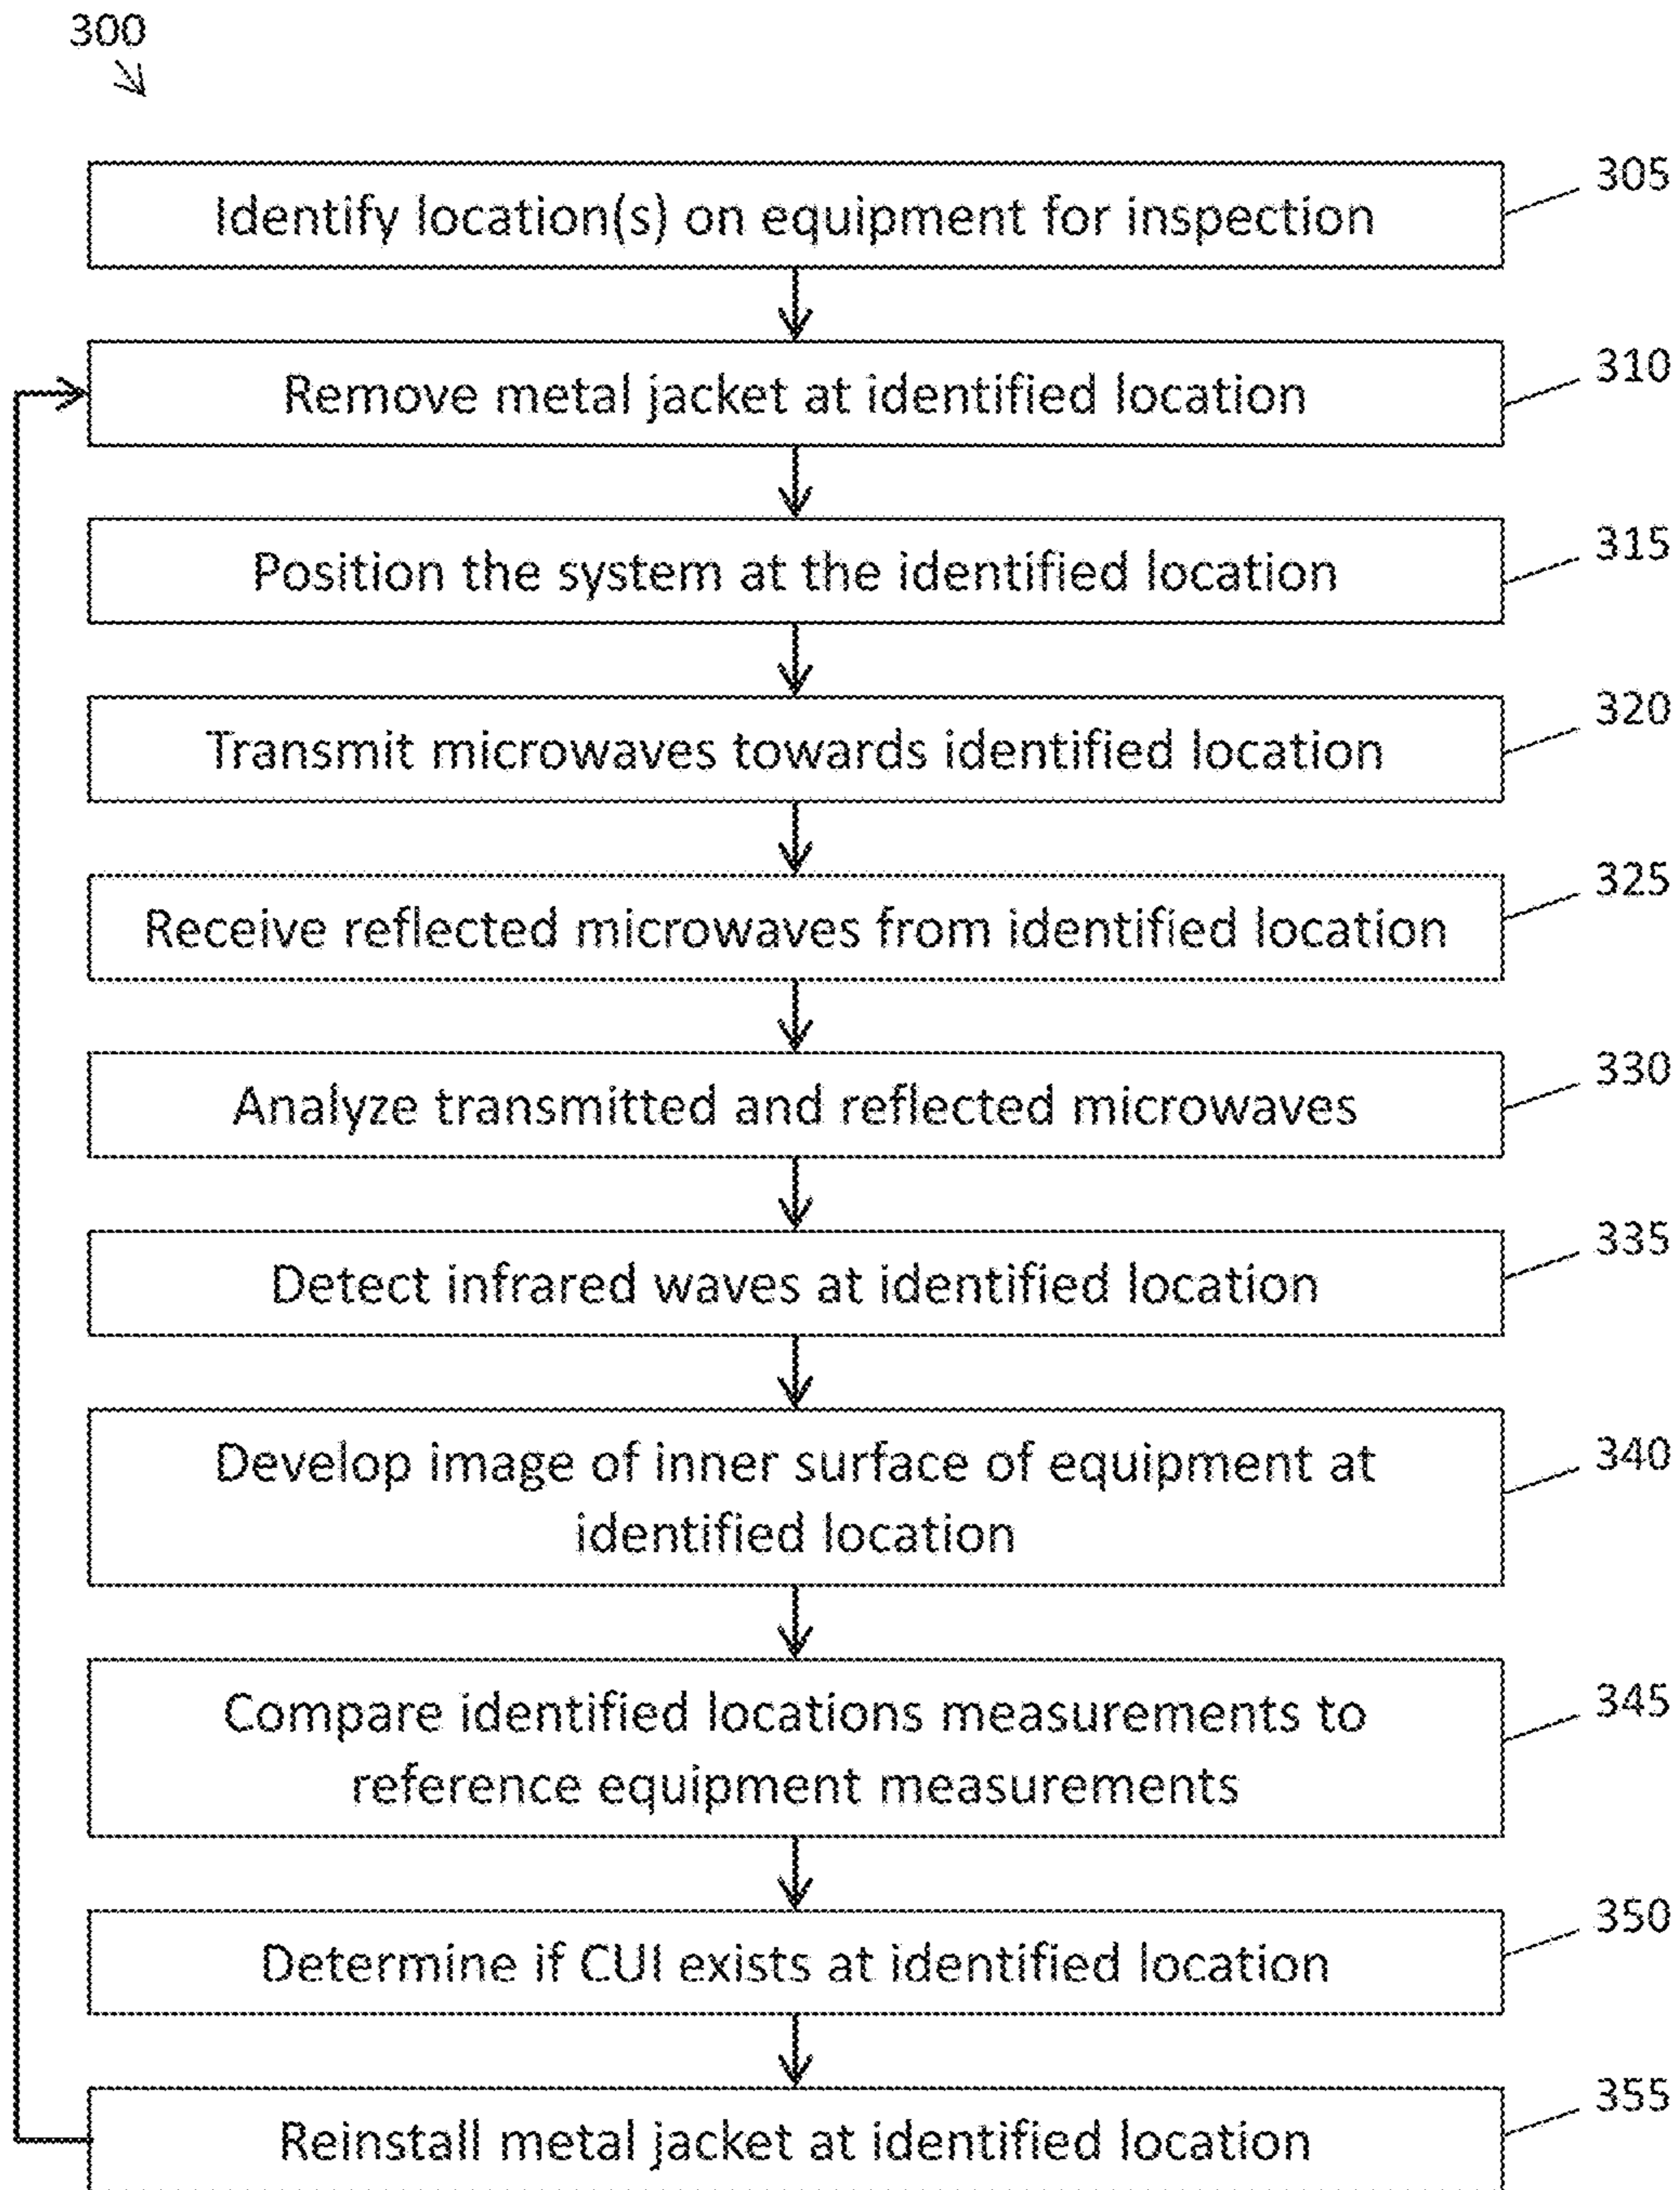 300
305
Identify location(s) on equipment for inspection
310
Remove metal jacket at identified location
315
Position the system at the identified location
320
Transmit microwaves towards identified location
325
Receive reflected microwaves from identified location
330
Analyze transmitted and reflected microwaves
335
Detect infrared waves at identified location
340
Develop image of inner surface of equipment at
identified location
345
Compare identified locations measurements to
reference equipment measurements
350
Determine if CUI exists at identified location
355
Reinstall metal jacket at identified location